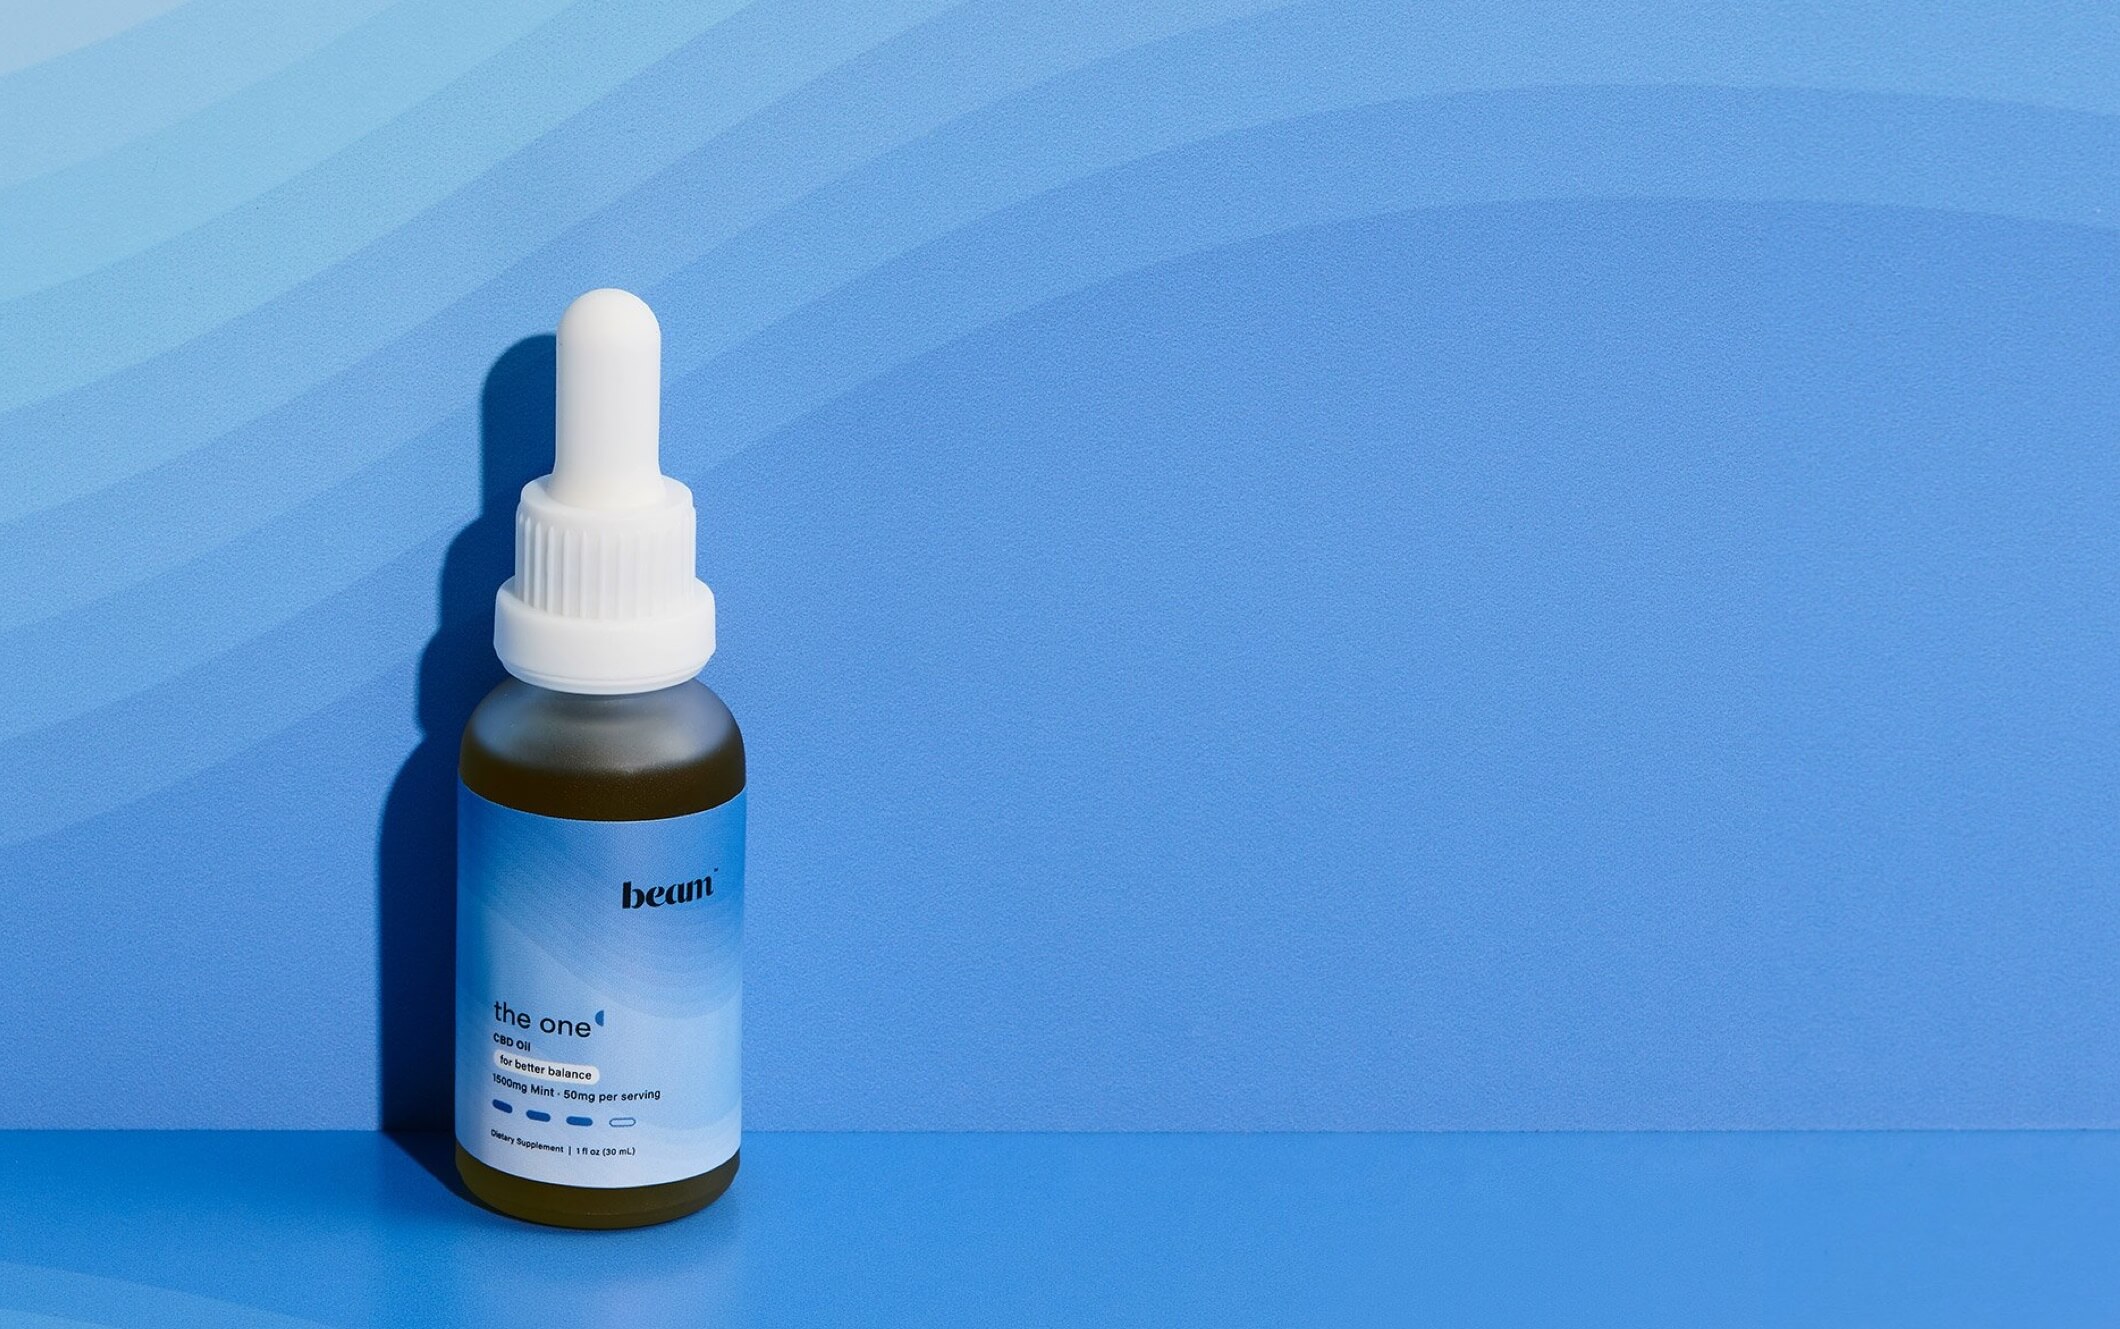 beam™
the one
CBD Oil
for better balance
1500mg Mint · 50mg per serving
Dietary Supplement | 1 fl oz (30 mL)